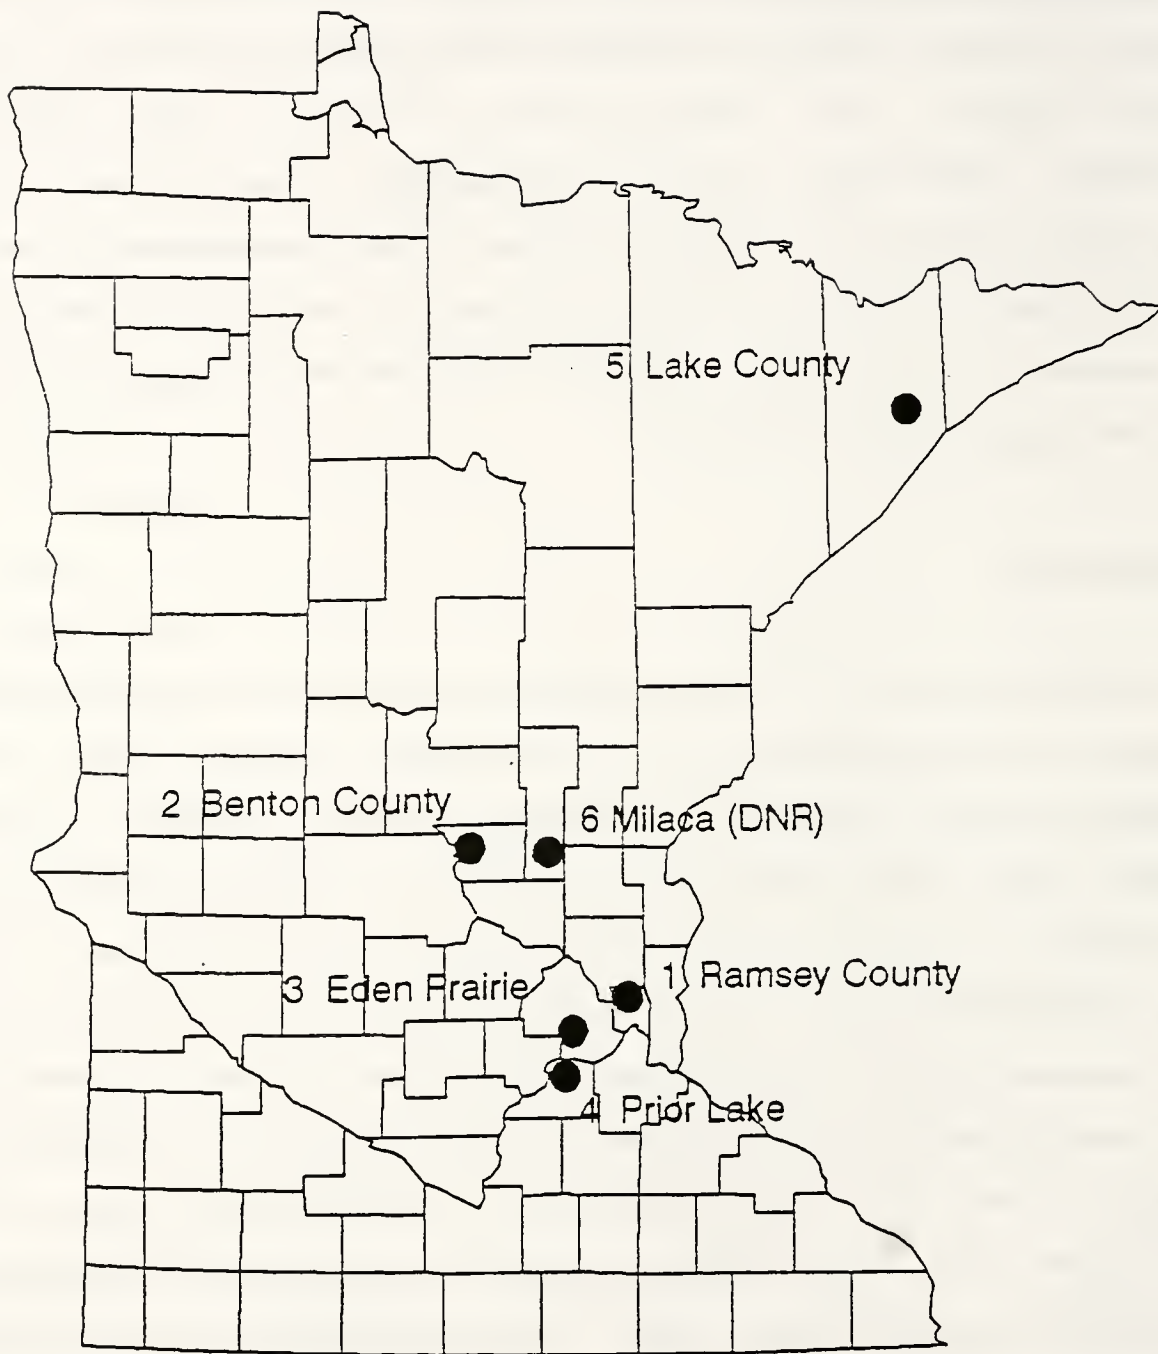 5 Lake County
2 Benton County
6 Milaca (DNR)
3 Eden Prairie
1 Ramsey County
4 Prior Lake